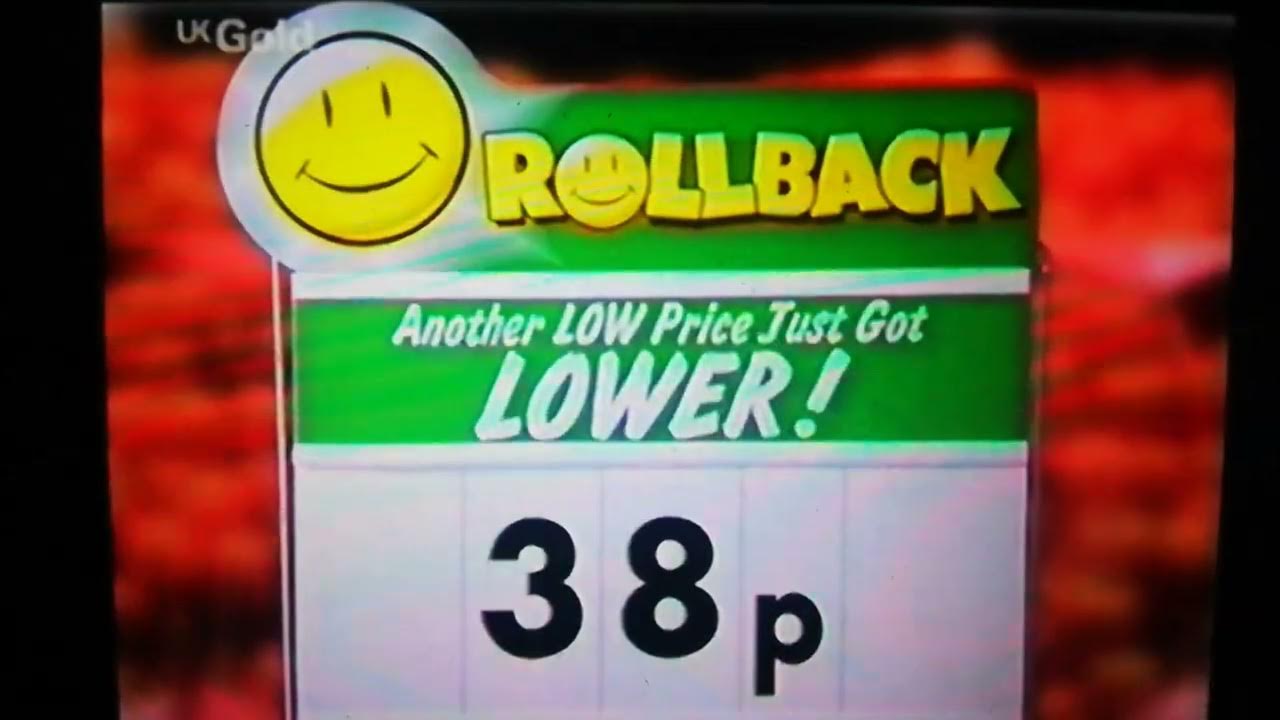 UK Gold
ROLLBACK
Another LOW Price Just Got
LOWER!
38p